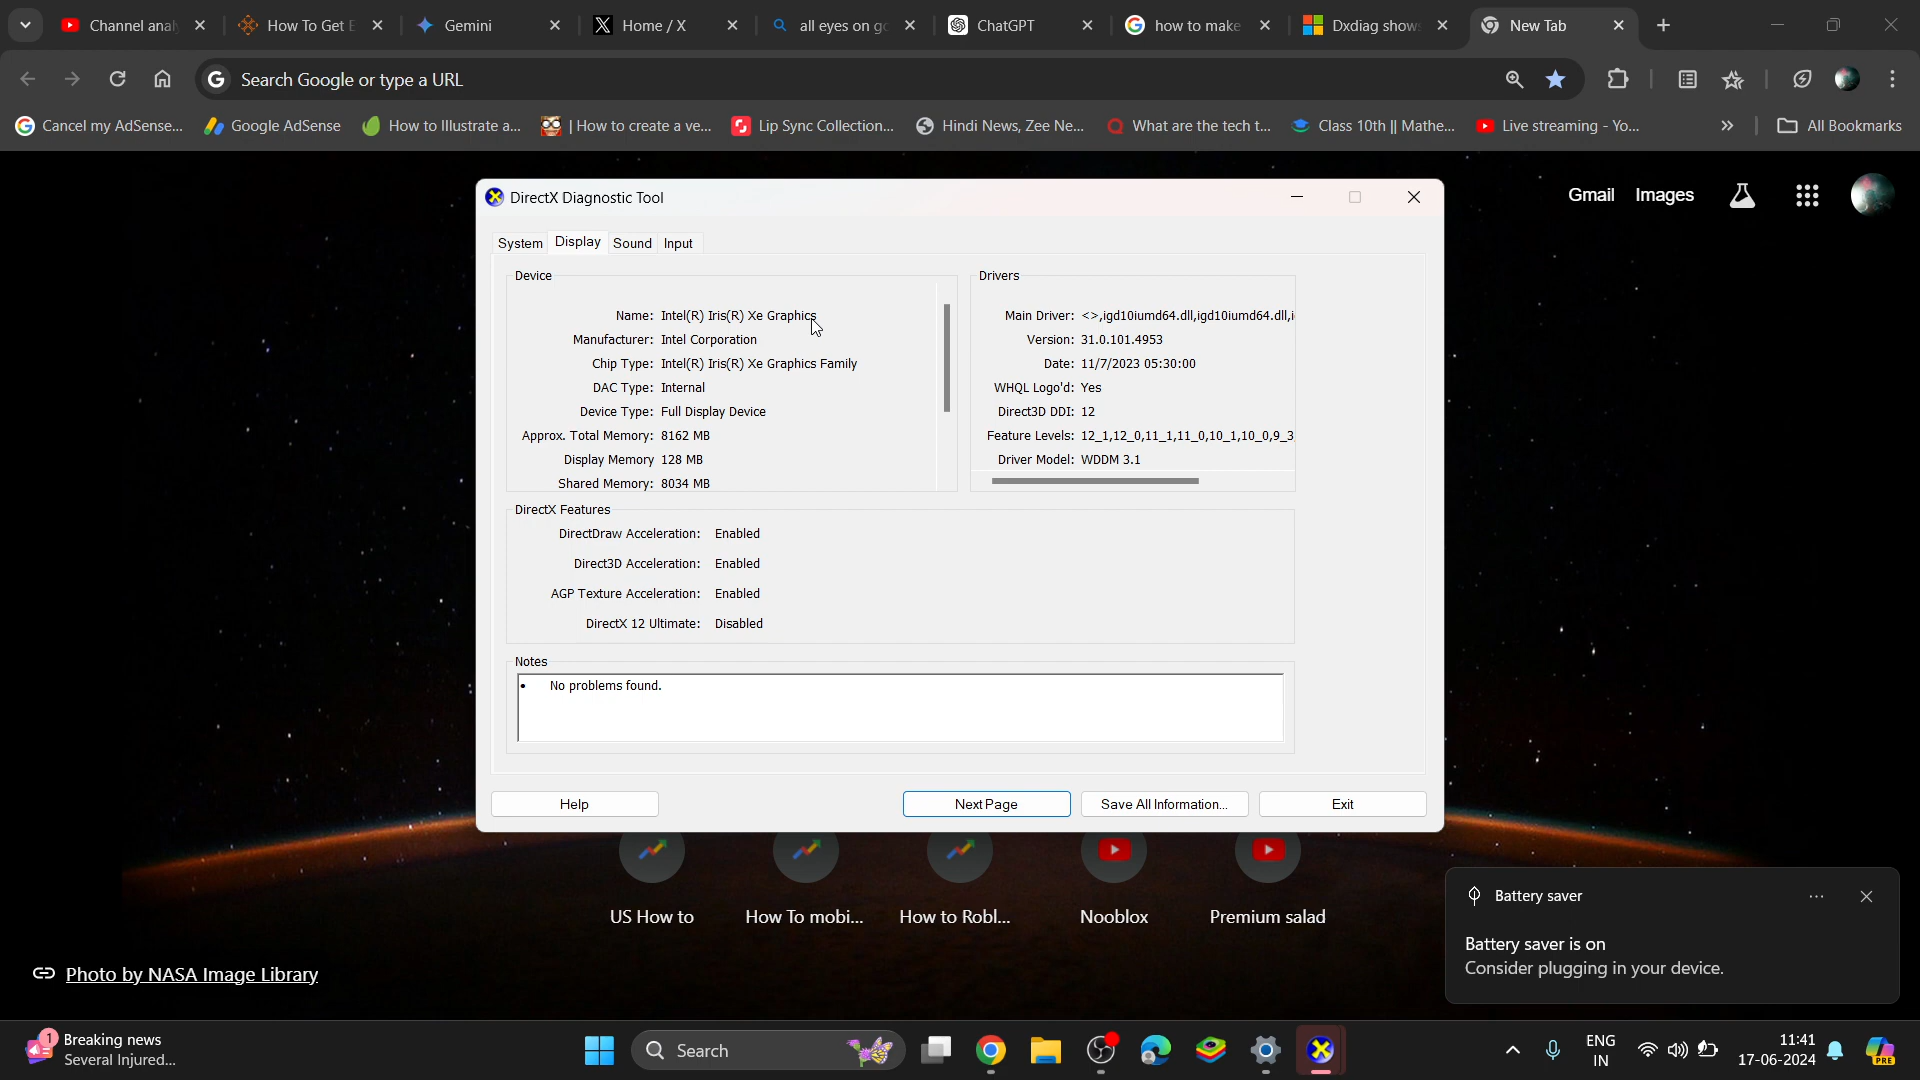 Channel anal
How To Get E
Gemini
Home / X
all eyes on go
ChatGPT
how to make
Dxdiag show
New Tab
Search Google or type a URL
Cancel my AdSense...
Google AdSense
How to Illustrate a...
| How to create a ve...
Lip Sync Collection...
Hindi News, Zee Ne...
What are the tech t...
Class 10th || Mathe...
Live streaming - Yo...
»
All Bookmarks
Gmail
Images
DirectX Diagnostic Tool
System
Display
Sound
Input
Device
Name: Intel(R) Iris(R) Xe Graphics
Manufacturer: Intel Corporation
Chip Type: Intel(R) Iris(R) Xe Graphics Family
DAC Type: Internal
Device Type: Full Display Device
Approx. Total Memory: 8162 MB
Display Memory 128 MB
Shared Memory: 8034 MB
Drivers
Main Driver: <>,igd10iumd64.dll,igd10iumd64.dll,i
Version: 31.0.101.4953
Date: 11/7/2023 05:30:00
WHQL Logo'd: Yes
Direct3D DDI: 12
Feature Levels: 12_1,12_0,11_1,11_0,10_1,10_0,9_3
Driver Model: WDDM 3.1
DirectX Features
DirectDraw Acceleration: Enabled
Direct3D Acceleration: Enabled
AGP Texture Acceleration: Enabled
DirectX 12 Ultimate: Disabled
Notes
• No problems found.
Help
Next Page
Save All Information...
Exit
US How to
How To mobi...
How to Robl...
Nooblox
Premium salad
Photo by NASA Image Library
Battery saver
Battery saver is on
Consider plugging in your device.
1
Breaking news
Several Injured...
Search
ENG
IN
11:41
17-06-2024
PRE